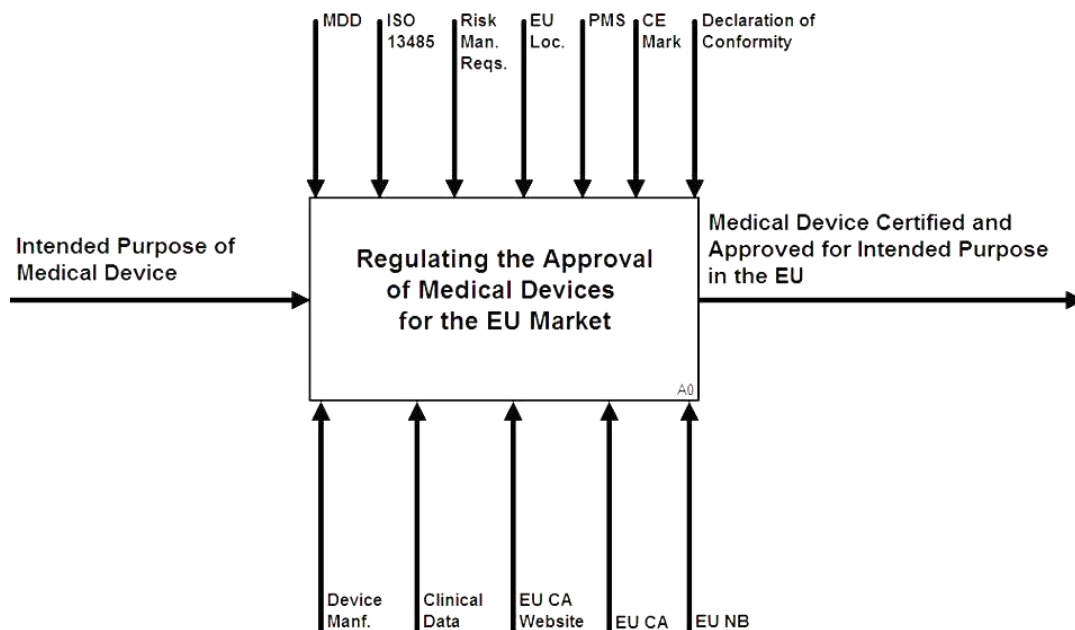 MDD
ISO
13485
Risk
Man.
Reqs.
EU
Loc.
PMS
CE
Mark
Declaration of
Conformity
Intended Purpose of
Medical Device
Regulating the Approval
of Medical Devices
for the EU Market
A0
Medical Device Certified and
Approved for Intended Purpose
in the EU
Device
Manf.
Clinical
Data
EU CA
Website
EU CA
EU NB